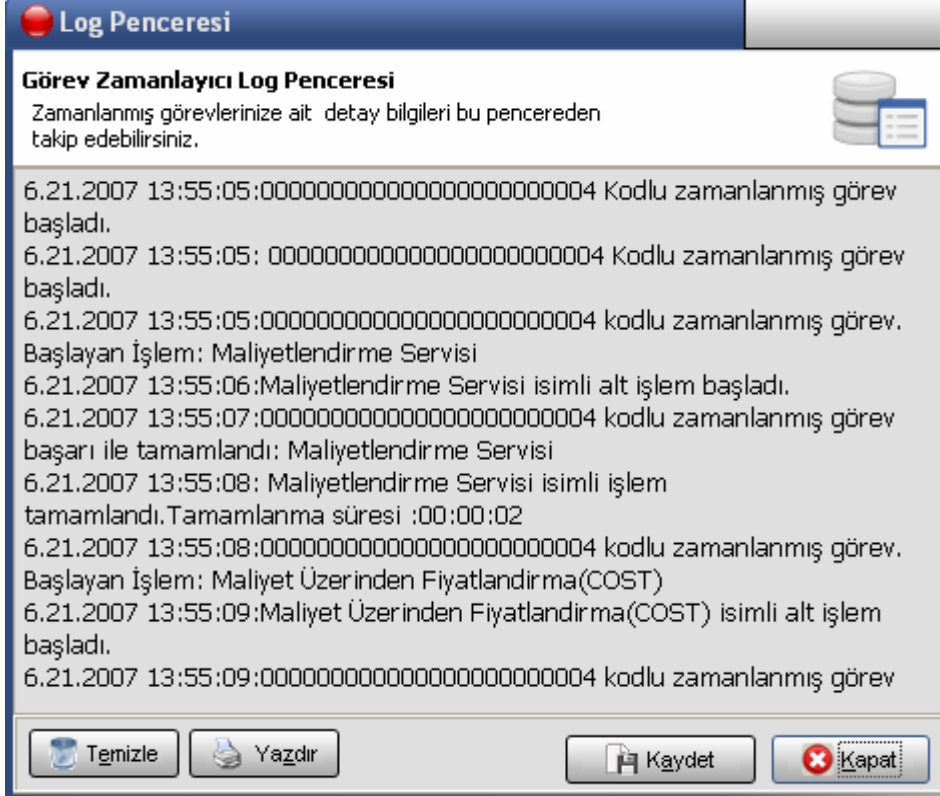 Log Penceresi
Görev Zamanlayıcı Log Penceresi
Zamanlanmış görevlerinize ait detay bilgileri bu pencereden
takip edebilirsiniz.
6.21.2007 13:55:05:0000000000000000000000004 Kodlu zamanlanmış görev
başladı.
6.21.2007 13:55:05: 0000000000000000000000004 Kodlu zamanlanmış görev
başladı.
6.21.2007 13:55:05:0000000000000000000000004 kodlu zamanlanmış görev.
Başlayan İşlem: Maliyetlendirme Servisi
6.21.2007 13:55:06:Maliyetlendirme Servisi isimli alt işlem başladı.
6.21.2007 13:55:07:0000000000000000000000004 kodlu zamanlanmış görev
başarı ile tamamlandı: Maliyetlendirme Servisi
6.21.2007 13:55:08: Maliyetlendirme Servisi isimli işlem
tamamlandı.Tamamlanma süresi :00:00:02
6.21.2007 13:55:08:0000000000000000000000004 kodlu zamanlanmış görev.
Başlayan İşlem: Maliyet Üzerinden Fiyatlandirma(COST)
6.21.2007 13:55:09:Maliyet Üzerinden Fiyatlandirma(COST) isimli alt işlem
başladı.
6.21.2007 13:55:09:0000000000000000000000004 kodlu zamanlanmış görev
Temizle Yazdır Kaydet Kapat